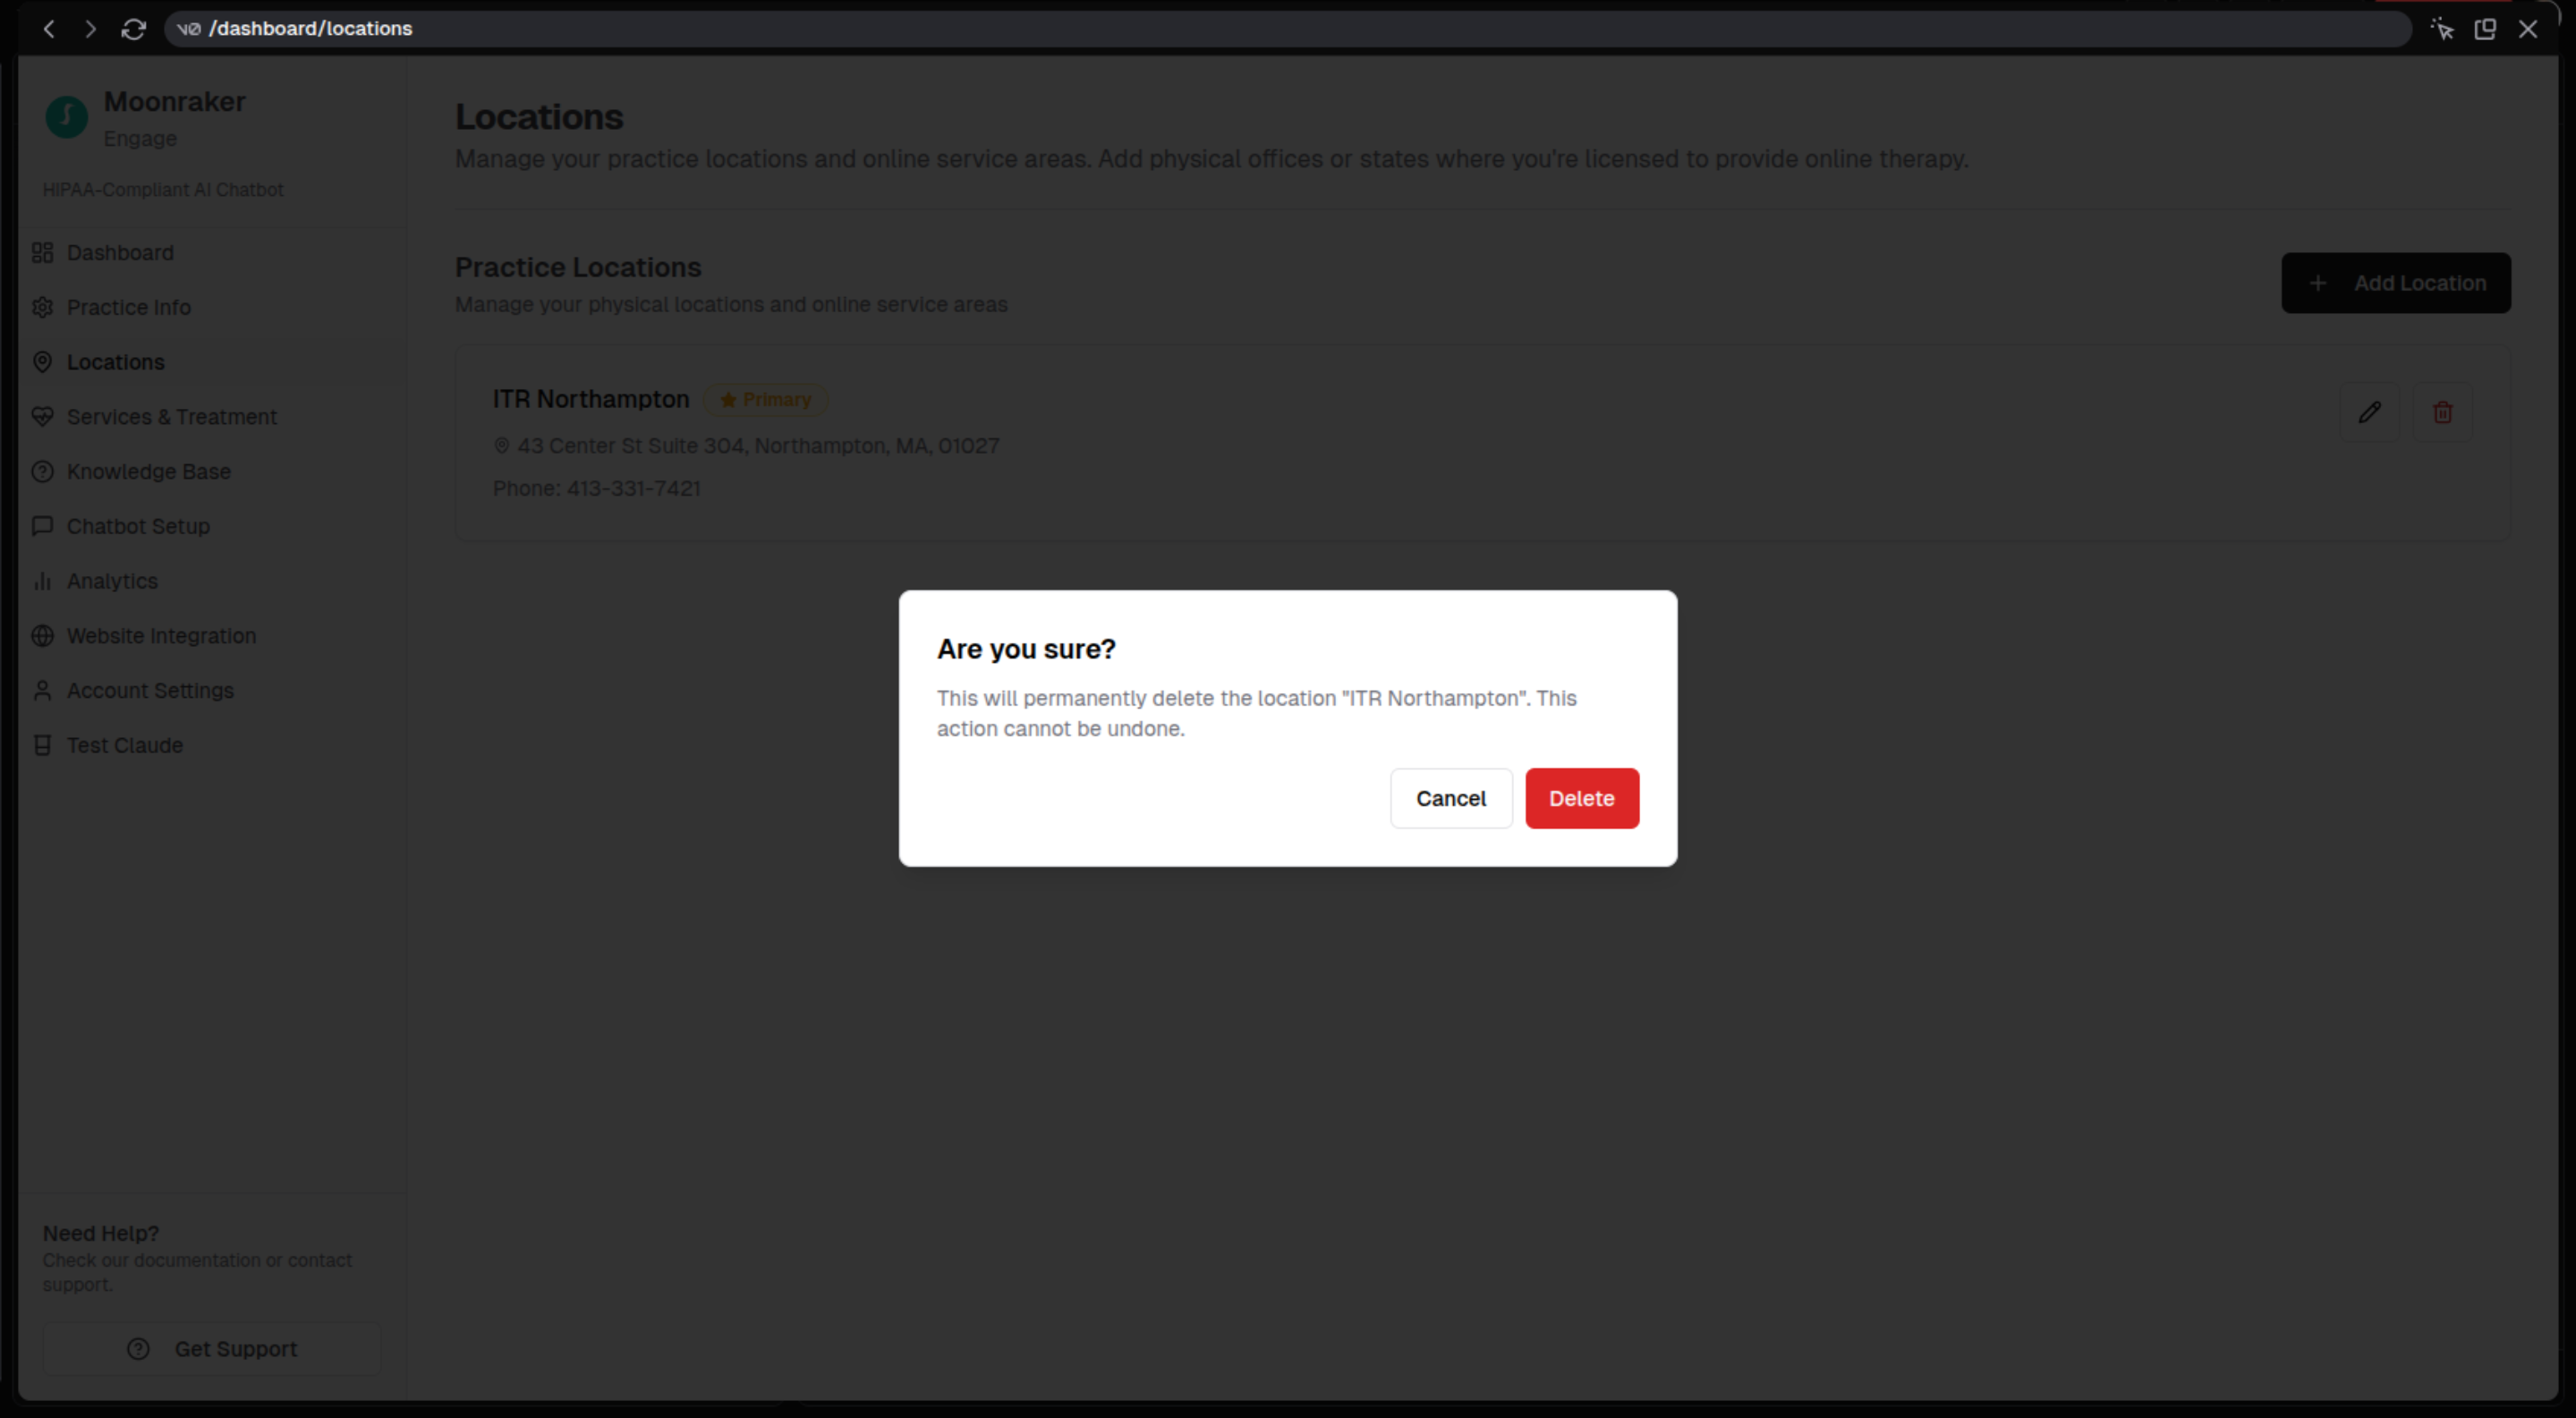 v0 /dashboard/locations
Moonraker
Engage
HIPAA-Compliant AI Chatbot
Dashboard
Practice Info
Locations
Services & Treatment
Knowledge Base
Chatbot Setup
Analytics
Website Integration
Account Settings
Test Claude
Need Help?
Check our documentation or contact
support.
Get Support
Locations
Manage your practice locations and online service areas. Add physical offices or states where you're licensed to provide online therapy.
Practice Locations
Manage your physical locations and online service areas
Add Location
ITR Northampton Primary
43 Center St Suite 304, Northampton, MA, 01027
Phone: 413-331-7421
Are you sure?
This will permanently delete the location "ITR Northampton". This
action cannot be undone.
Cancel Delete